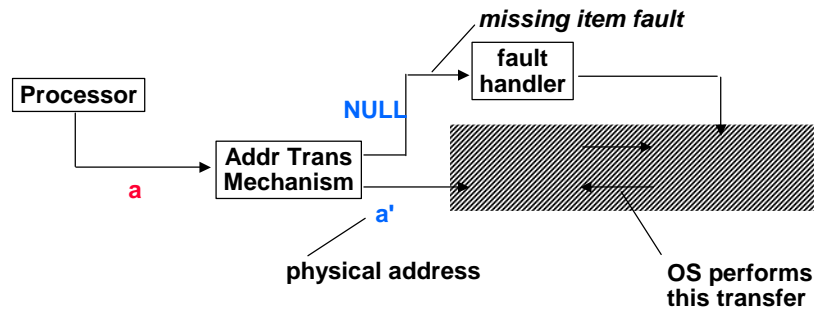 missing item fault
fault
handler
Processor
NULL
Addr Trans
Mechanism
a
a'
physical address
OS performs
this transfer